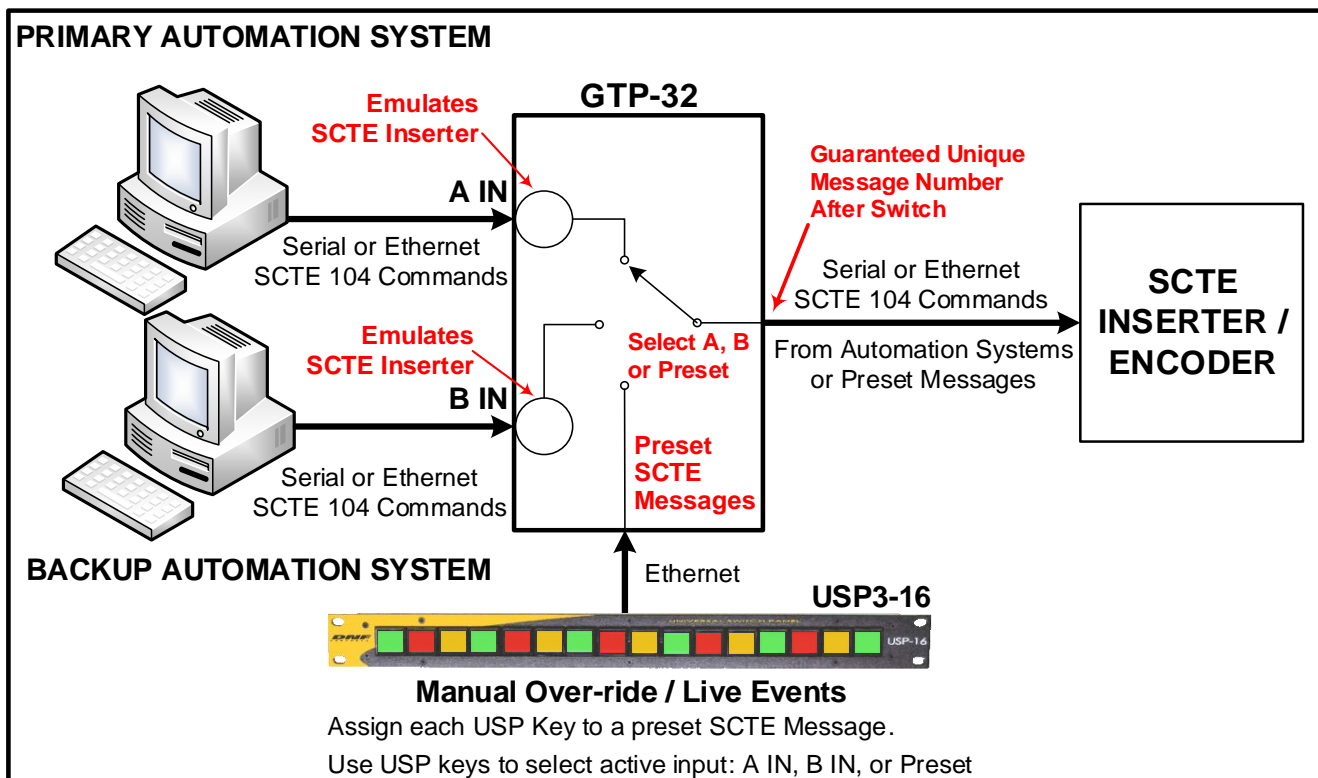 PRIMARY AUTOMATION SYSTEM
GTP-32
Emulates
SCTE Inserter
A IN
Serial or Ethernet
SCTE 104 Commands
Guaranteed Unique
Message Number
After Switch
Serial or Ethernet
SCTE 104 Commands
From Automation Systems
or Preset Messages
SCTE
INSERTER /
ENCODER
Select A, B
or Preset
Emulates
SCTE Inserter
B IN
Serial or Ethernet
SCTE 104 Commands
Preset
SCTE
Messages
BACKUP AUTOMATION SYSTEM
Ethernet
USP3-16
DNF
UNIVERSAL SWITCH PANEL
USP-16
Manual Over-ride / Live Events
Assign each USP Key to a preset SCTE Message.
Use USP keys to select active input: A IN, B IN, or Preset